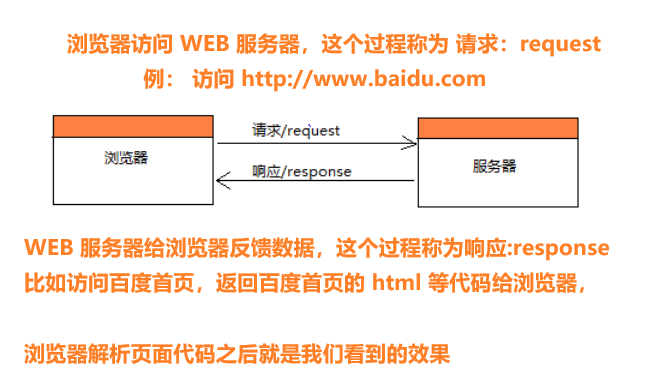 浏览器访问 WEB 服务器，这个过程称为 请求：request
例： 访问 http://www.baidu.com
请求/request
浏览器
服务器
响应/response
WEB 服务器给浏览器反馈数据，这个过程称为响应:response
比如访问百度首页，返回百度首页的 html 等代码给浏览器，
浏览器解析页面代码之后就是我们看到的效果